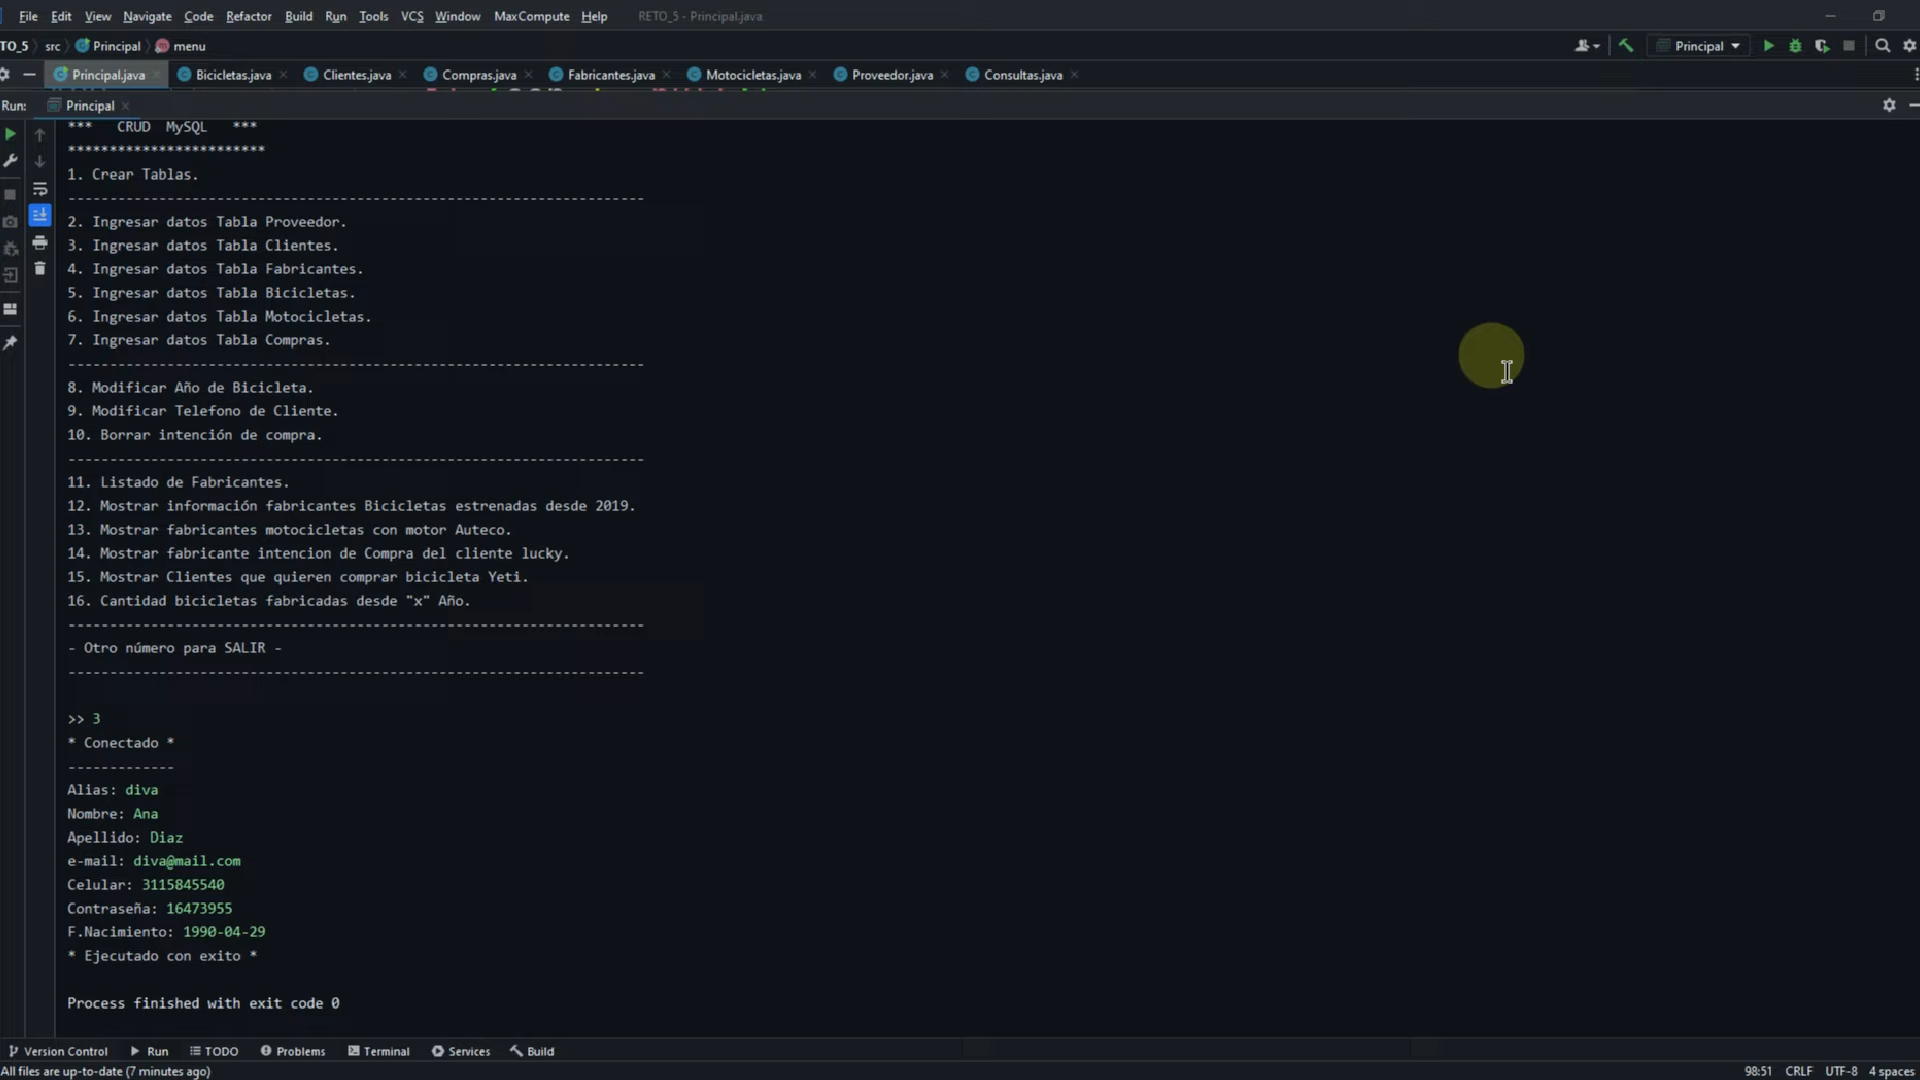 File Edit View Navigate Code Refactor Build Run Tools VCS Window MaxCompute Help RETO_5 - Principal.java
TO_5 src Principal menu Principal
Principal.java Bicicletas.java Clientes.java Compras.java Fabricantes.java Motocicletas.java Proveedor.java Consultas.java
Run: Principal
*** CRUD MySQL ***
************************
1. Crear Tablas.
----------------------------------------------------------------------
2. Ingresar datos Tabla Proveedor.
3. Ingresar datos Tabla Clientes.
4. Ingresar datos Tabla Fabricantes.
5. Ingresar datos Tabla Bicicletas.
6. Ingresar datos Tabla Motocicletas.
7. Ingresar datos Tabla Compras.
----------------------------------------------------------------------
8. Modificar Año de Bicicleta.
9. Modificar Telefono de Cliente.
10. Borrar intención de compra.
----------------------------------------------------------------------
11. Listado de Fabricantes.
12. Mostrar información fabricantes Bicicletas estrenadas desde 2019.
13. Mostrar fabricantes motocicletas con motor Auteco.
14. Mostrar fabricante intencion de Compra del cliente lucky.
15. Mostrar Clientes que quieren comprar bicicleta Yeti.
16. Cantidad bicicletas fabricadas desde "x" Año.
----------------------------------------------------------------------
- Otro número para SALIR -
----------------------------------------------------------------------
>> 3
* Conectado *
-------------
Alias: diva
Nombre: Ana
Apellido: Diaz
e-mail: diva@mail.com
Celular: 3115845540
Contraseña: 16473955
F.Nacimiento: 1990-04-29
* Ejecutado con exito *
Process finished with exit code 0
Version Control Run TODO Problems Terminal Services Build
All files are up-to-date (7 minutes ago) 98:51 CRLF UTF-8 4 spaces